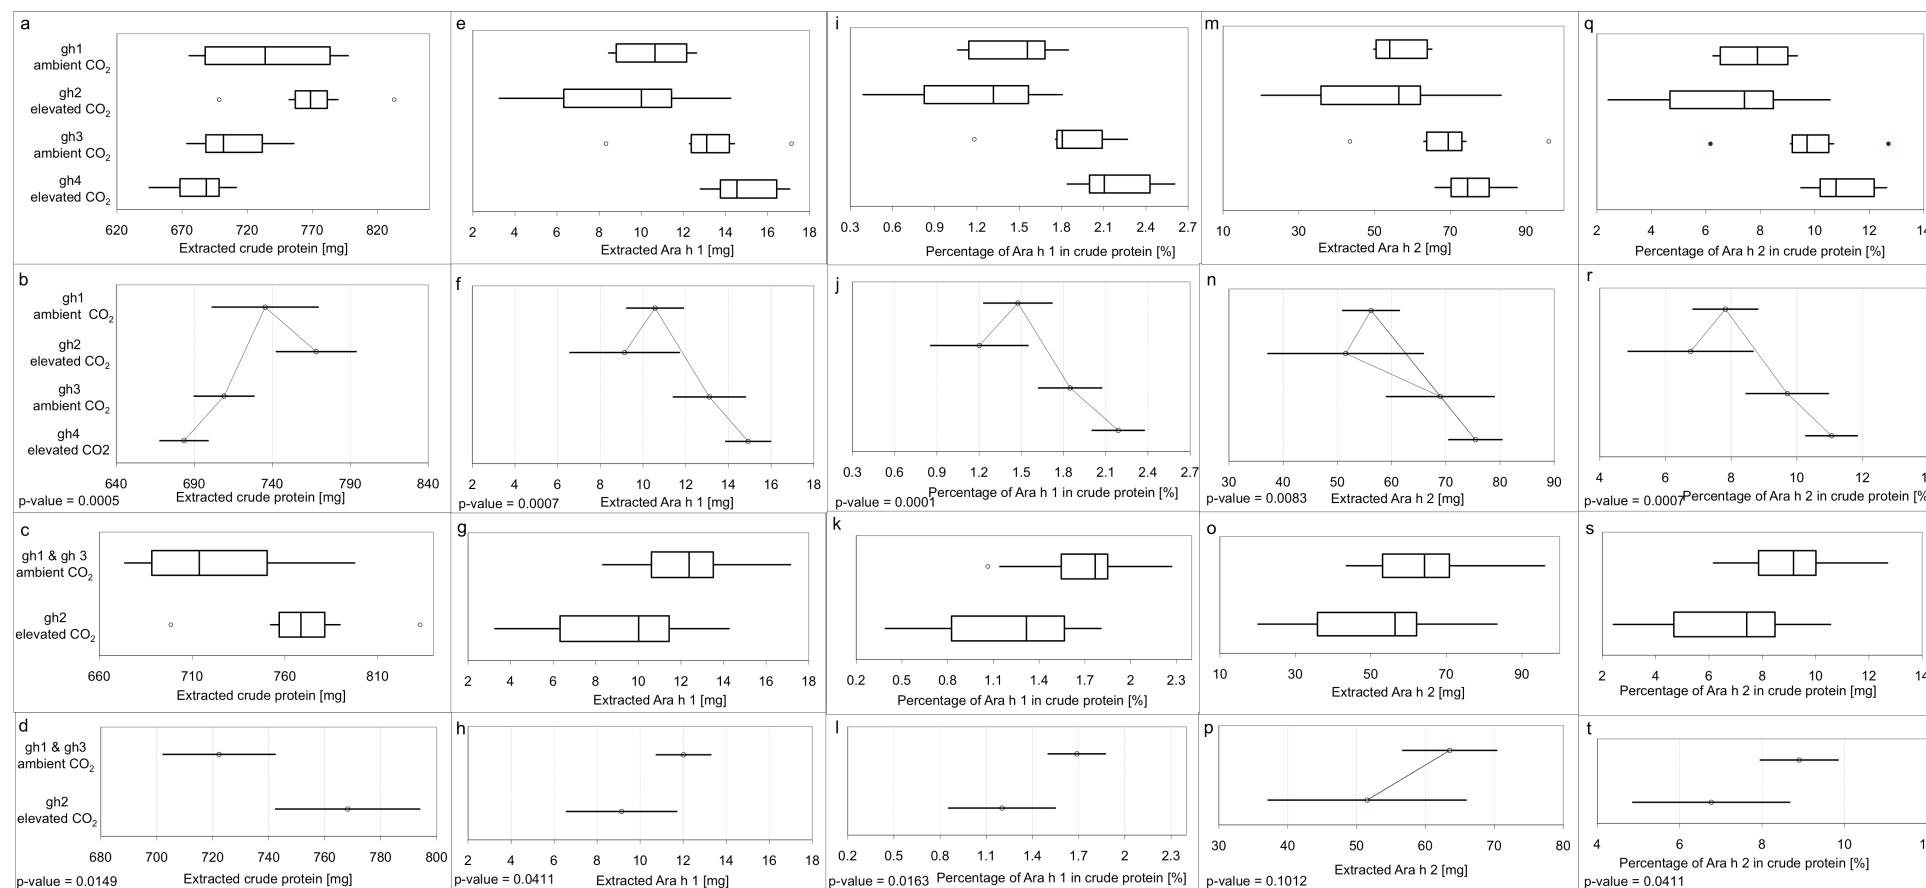 a
gh1
ambient CO2
gh2
elevated CO2
gh3
ambient CO2
gh4
elevated CO2
620 670 720 770 820
Extracted crude protein [mg]
e
2 4 6 8 10 12 14 16 18
Extracted Ara h 1 [mg]
i
0.3 0.6 0.9 1.2 1.5 1.8 2.1 2.4 2.7
Percentage of Ara h 1 in crude protein [%]
m
10 30 50 70 90
Extracted Ara h 2 [mg]
q
2 4 6 8 10 12 14
Percentage of Ara h 2 in crude protein [%]
b
gh1
ambient CO2
gh2
elevated CO2
gh3
ambient CO2
gh4
elevated CO2
640 690 740 790 840
p-value = 0.0005 Extracted crude protein [mg]
f
2 4 6 8 10 12 14 16 18
p-value = 0.0007 Extracted Ara h 1 [mg]
j
0.3 0.6 0.9 1.2 1.5 1.8 2.1 2.4 2.7
p-value = 0.0001 Percentage of Ara h 1 in crude protein [%]
n
30 40 50 60 70 80 90
p-value = 0.0083 Extracted Ara h 2 [mg]
r
4 6 8 10 12
p-value = 0.0007 Percentage of Ara h 2 in crude protein [%
c
gh1 & gh 3
ambient CO2
gh2
elevated CO2
660 710 760 810
Extracted crude protein [mg]
g
2 4 6 8 10 12 14 16 18
Extracted Ara h 1 [mg]
k
0.2 0.5 0.8 1.1 1.4 1.7 2 2.3
Percentage of Ara h 1 in crude protein [%]
o
10 30 50 70 90
Extracted Ara h 2 [mg]
s
2 4 6 8 10 12 14
Percentage of Ara h 2 in crude protein [mg]
d
gh1 & gh3
ambient CO2
gh2
elevated CO2
680 700 720 740 760 780 800
p-value = 0.0149 Extracted crude protein [mg]
h
2 4 6 8 10 12 14 16 18
p-value = 0.0411 Extracted Ara h 1 [mg]
l
0.2 0.5 0.8 1.1 1.4 1.7 2 2.3
p-value = 0.0163 Percentage of Ara h 1 in crude protein [%]
p
30 40 50 60 70 80
p-value = 0.1012 Extracted Ara h 2 [mg]
t
4 6 8 10
Percentage of Ara h 2 in crude protein [%]
p-value = 0.0411